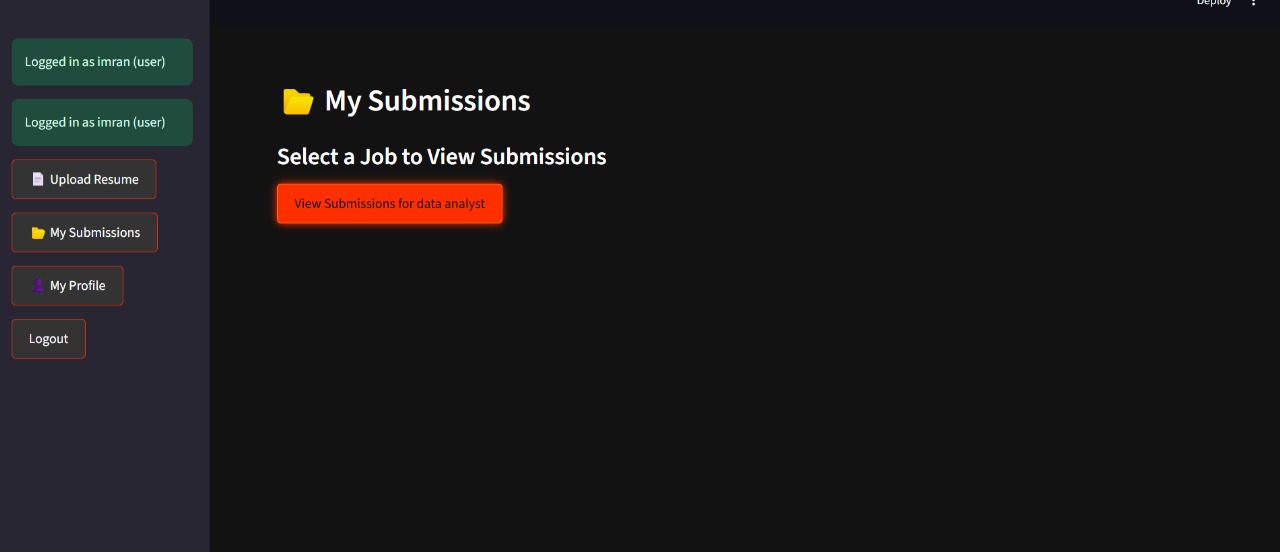 Deploy
Logged in as imran (user)
Logged in as imran (user)
Upload Resume
My Submissions
My Profile
Logout
My Submissions
Select a Job to View Submissions
View Submissions for data analyst